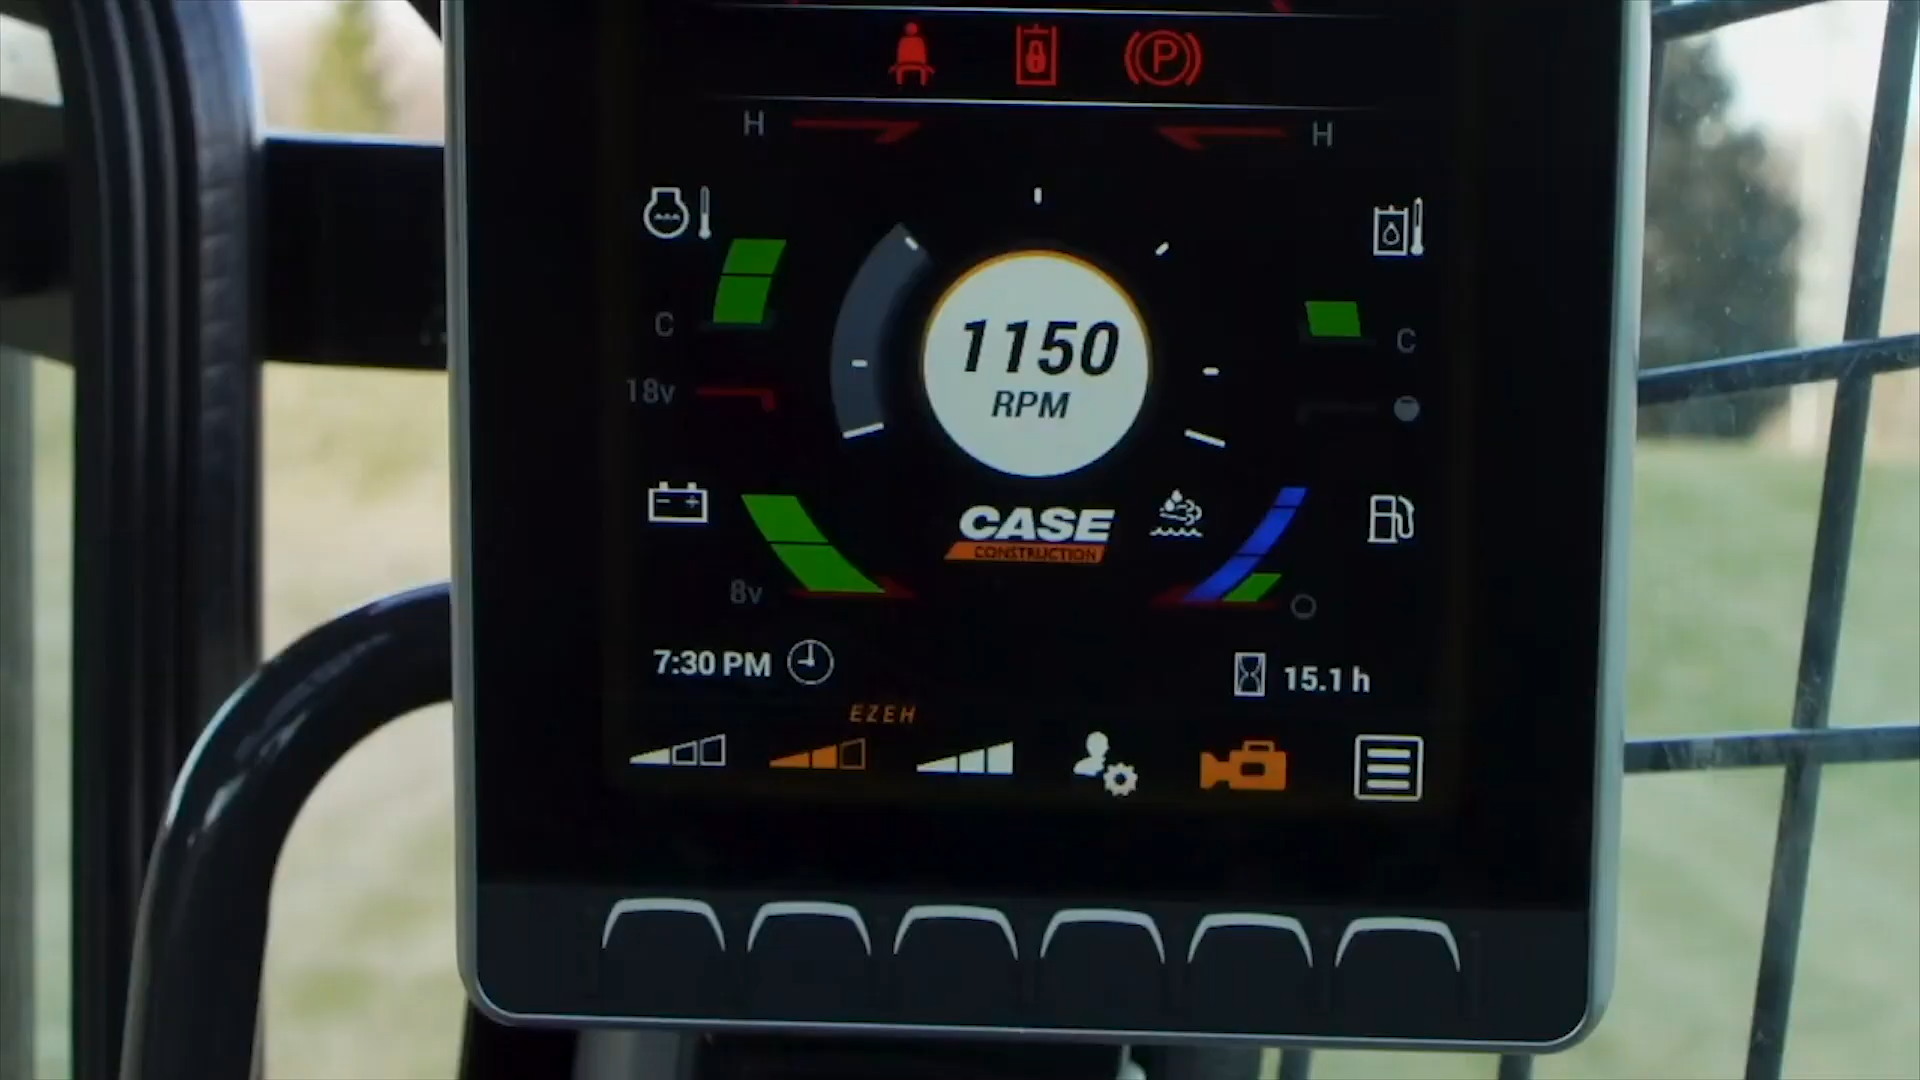 P
H
H
C
C
1150
RPM
18v
CASE
CONSTRUCTION
8v
7:30 PM
15.1 h
EZEH